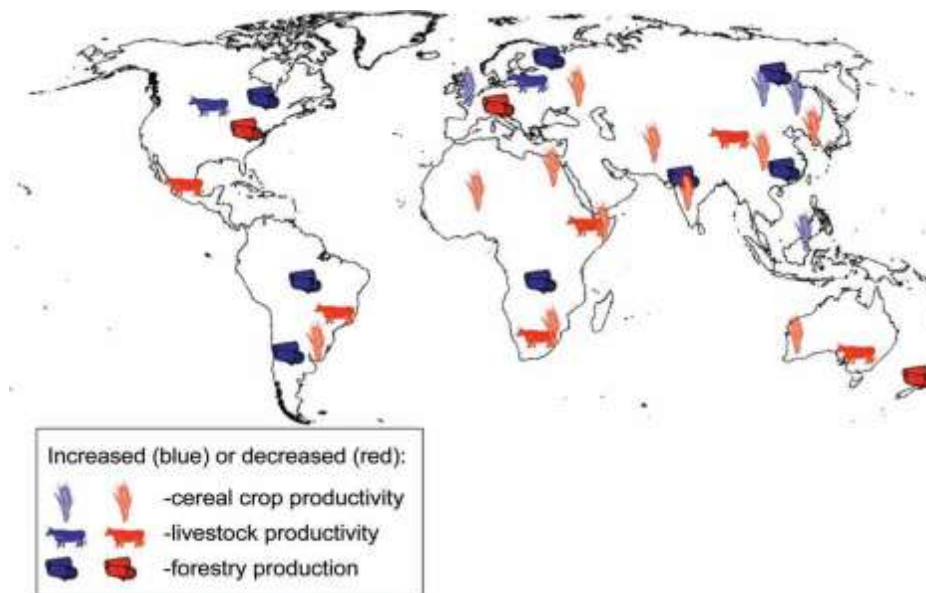 Increased (blue) or decreased (red):
-cereal crop productivity
-livestock productivity
-forestry production